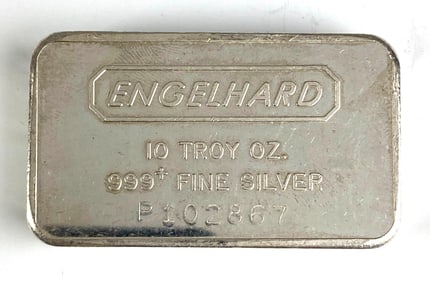 ENGELHARD
10 TROY OZ.
999+ FINE SILVER
P102867